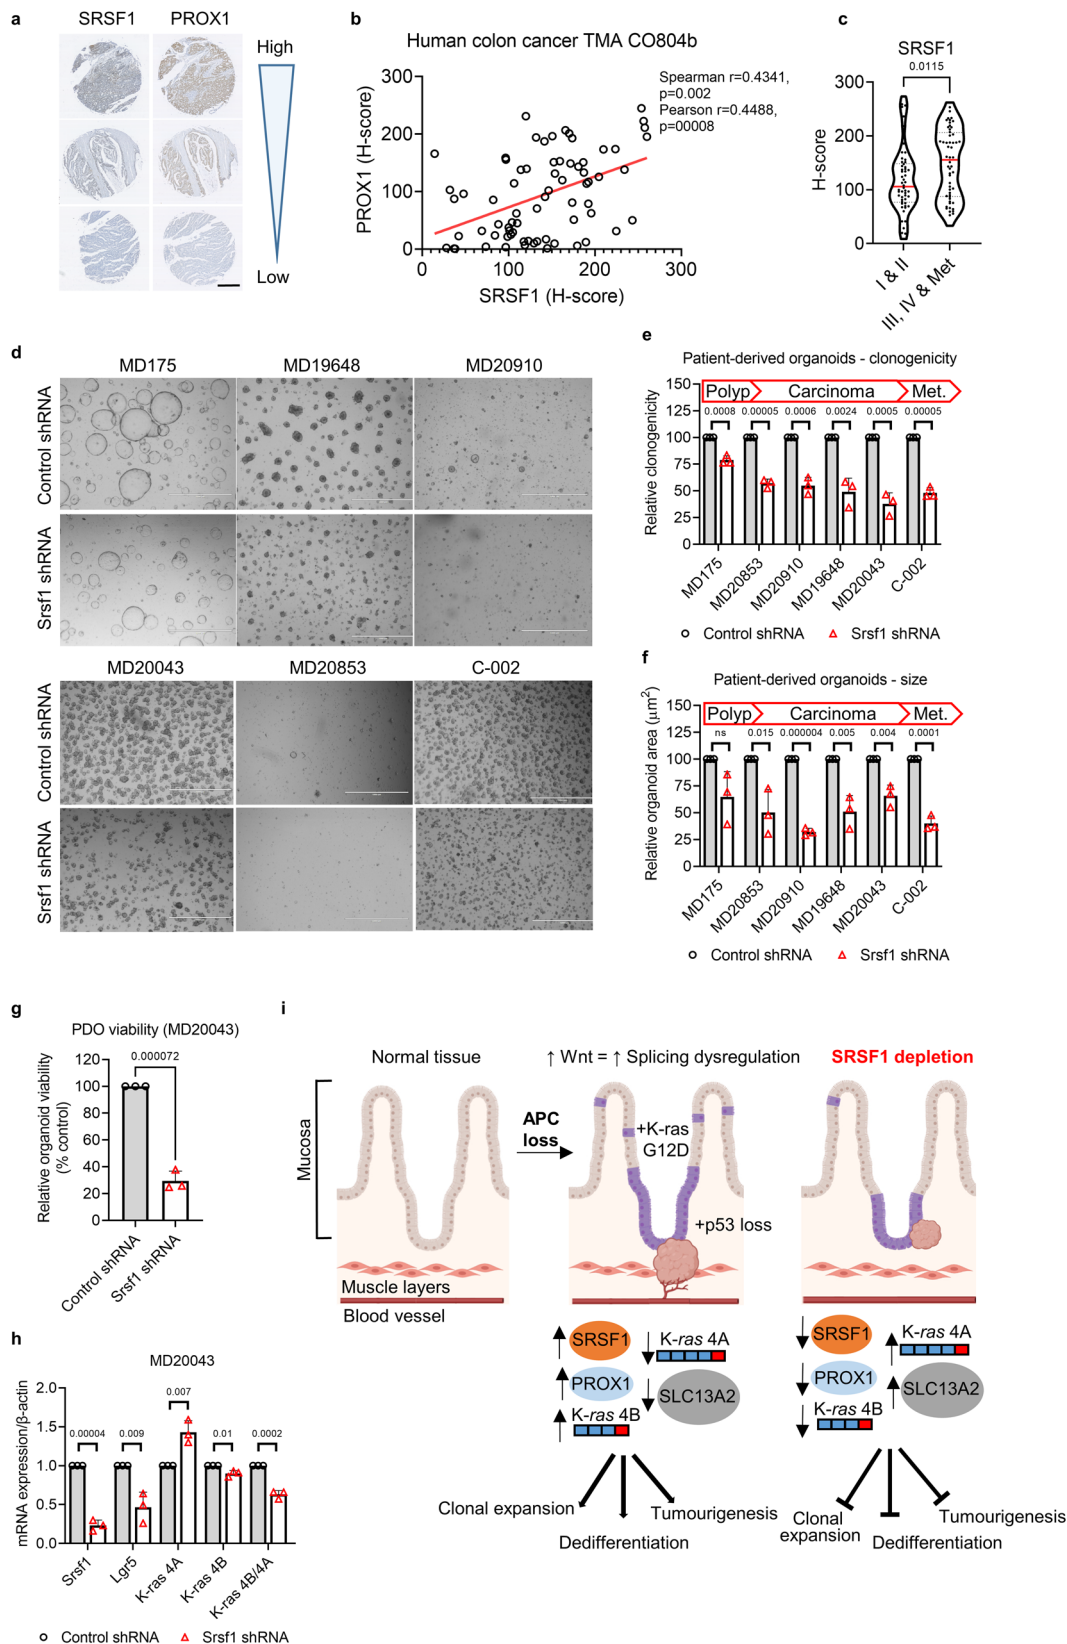 a
SRSF1 PROX1
High
Low
b
Human colon cancer TMA CO804b
Spearman r=0.4341,
p=0.002
Pearson r=0.4488,
p=00008
PROX1 (H-score)
300
200
100
0
0 100 200 300
SRSF1 (H-score)
c
SRSF1
0.0115
H-score
300
200
100
0
I & II
III, IV & Met
d
MD175 MD19648 MD20910
Control shRNA
Srsf1 shRNA
MD20043 MD20853 C-002
Control shRNA
Srsf1 shRNA
e
Patient-derived organoids - clonogenicity
Relative clonogenicity
150
125
100
75
50
25
0
Polyp Carcinoma Met.
0.0008 0.00005 0.0006 0.0024 0.0005 0.00005
MD175 MD20853 MD20910 MD19648 MD20043 C-002
Control shRNA Srsf1 shRNA
f
Patient-derived organoids - size
Relative organoid area (µm2)
150
125
100
75
50
25
0
Polyp Carcinoma Met.
ns 0.015 0.000004 0.005 0.004 0.0001
MD175 MD20853 MD20910 MD19648 MD20043 C-002
Control shRNA Srsf1 shRNA
g
PDO viability (MD20043)
0.000072
Relative organoid viability
(% control)
120
100
80
60
40
20
0
Control shRNA
Srsf1 shRNA
h
MD20043
mRNA expression/β-actin
2.0
1.5
1.0
0.5
0.0
0.00004 0.009 0.007 0.01 0.0002
Srsf1 Lgr5 K-ras 4A K-ras 4B K-ras 4B/4A
Control shRNA Srsf1 shRNA
i
Normal tissue ↑ Wnt = ↑ Splicing dysregulation SRSF1 depletion
Mucosa
APC
loss
+K-ras
G12D
+p53 loss
Muscle layers
Blood vessel
SRSF1 K-ras 4A
PROX1 SLC13A2
K-ras 4B
Clonal expansion Tumourigenesis
Dedifferentiation
SRSF1 K-ras 4A
PROX1 SLC13A2
K-ras 4B
Clonal
expansion
Tumourigenesis
Dedifferentiation